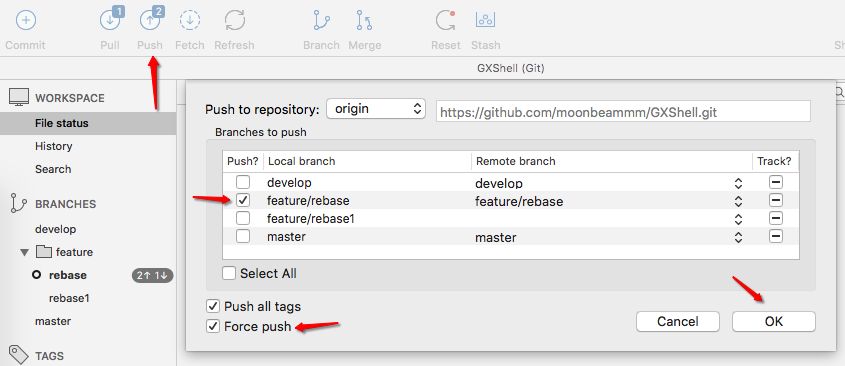 1 2
Commit Pull Push Fetch Refresh Branch Merge Reset Stash
GXShell (Git)
WORKSPACE
File status
History
Search
BRANCHES
develop
feature
rebase 2↑ 1↓
rebase1
master
TAGS
Push to repository: origin https://github.com/moonbeammm/GXShell.git
Branches to push
Push? Local branch Remote branch Track?
develop develop
feature/rebase feature/rebase
feature/rebase1
master master
Select All
Push all tags
Force push
Cancel OK